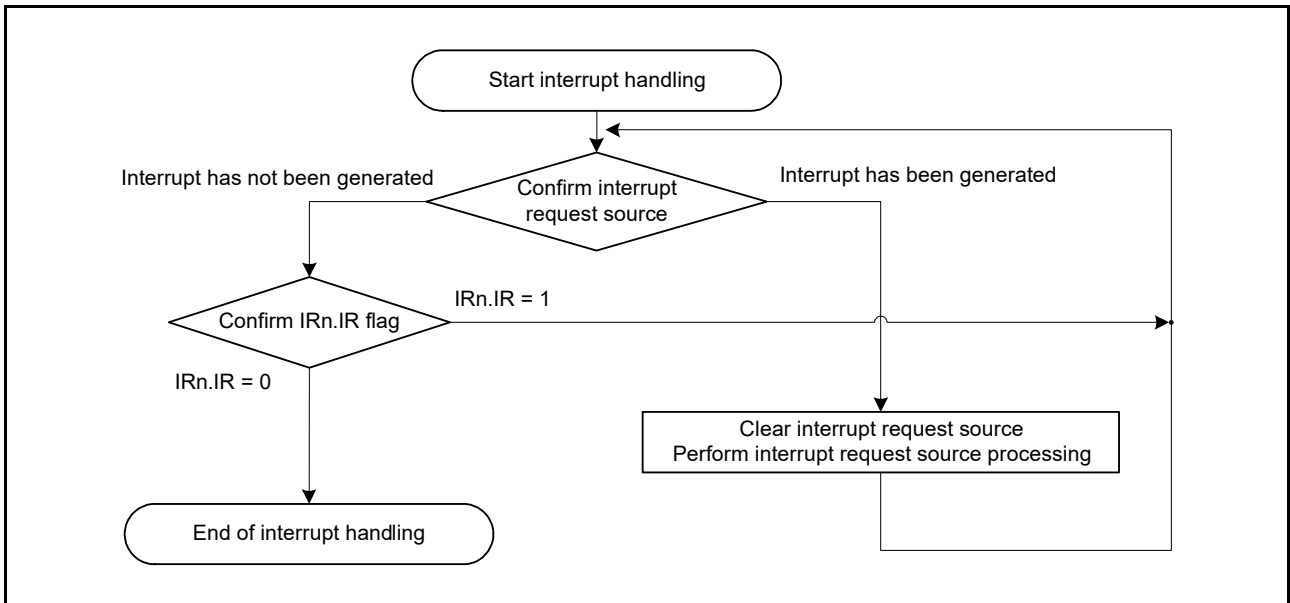 Start interrupt handling
Interrupt has not been generated
Interrupt has been generated
Confirm interrupt
request source
IRn.IR = 1
Confirm IRn.IR flag
IRn.IR = 0
Clear interrupt request source
Perform interrupt request source processing
End of interrupt handling